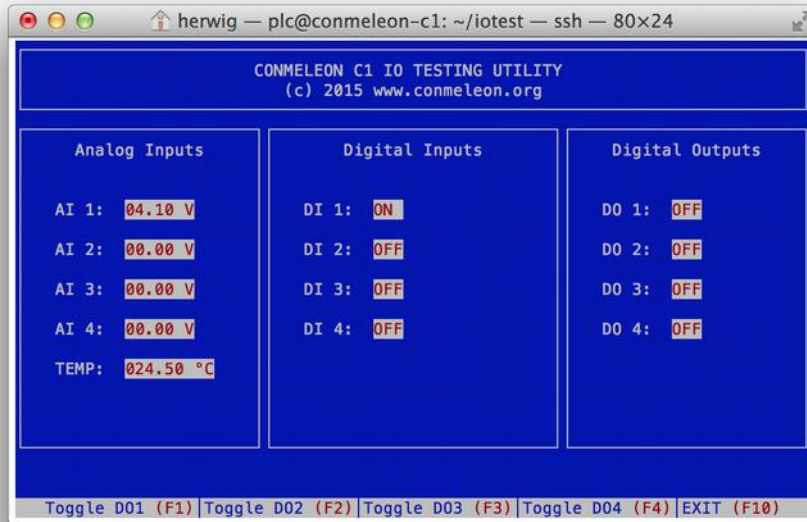 herwig — plc@conmeleon-c1: ~/iotest — ssh — 80×24
CONMELEON C1 IO TESTING UTILITY
(c) 2015 www.conmeleon.org
Analog Inputs
AI 1: 04.10 V
AI 2: 00.00 V
AI 3: 00.00 V
AI 4: 00.00 V
TEMP: 024.50 °C
Digital Inputs
DI 1: ON
DI 2: OFF
DI 3: OFF
DI 4: OFF
Digital Outputs
DO 1: OFF
DO 2: OFF
DO 3: OFF
DO 4: OFF
Toggle DO1 (F1) Toggle DO2 (F2) Toggle DO3 (F3) Toggle DO4 (F4) EXIT (F10)